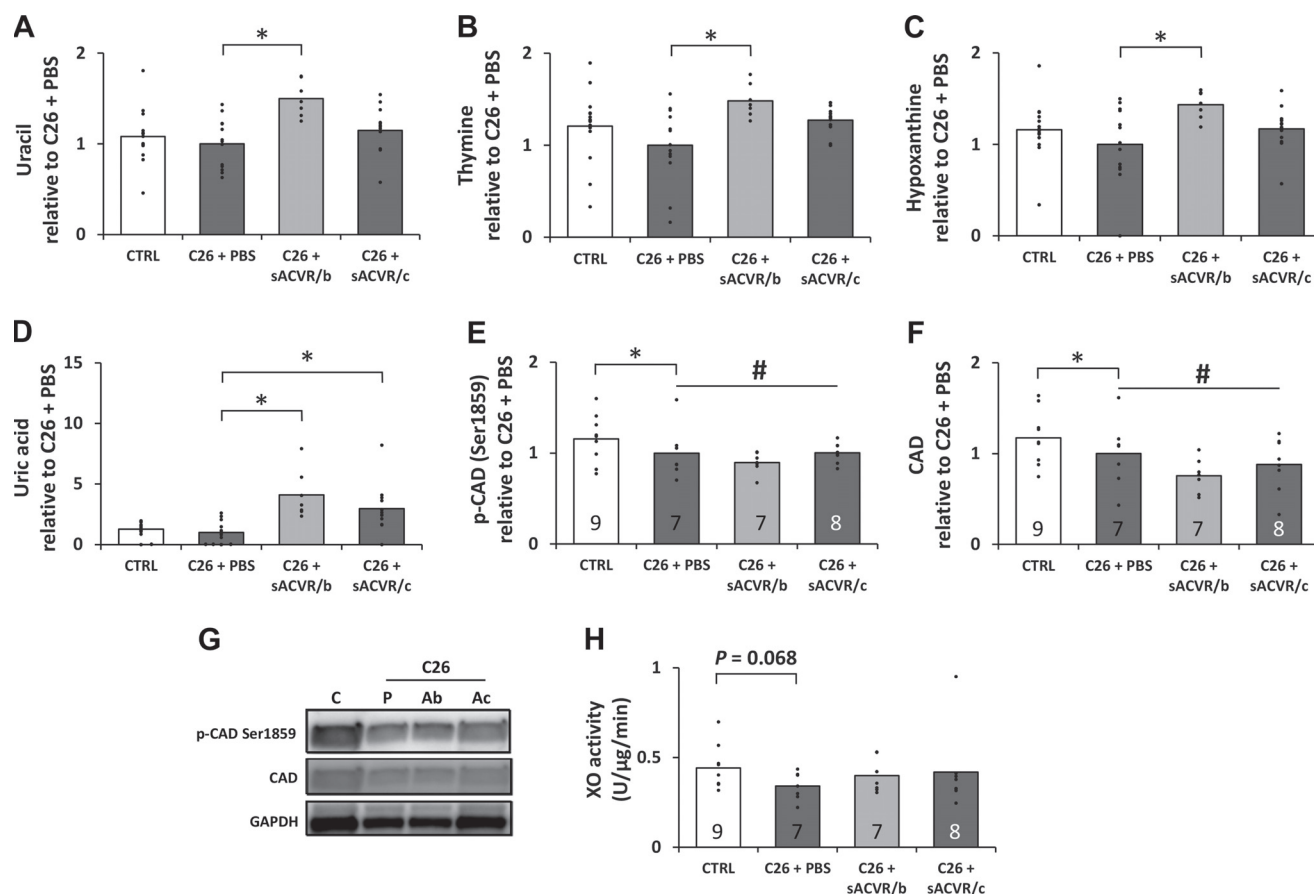 A
Uracil
relative to C26 + PBS
2
1
0
*
CTRL
C26 + PBS
C26 +
sACVR/b
C26 +
sACVR/c
B
Thymine
relative to C26 + PBS
2
1
0
*
CTRL
C26 + PBS
C26 +
sACVR/b
C26 +
sACVR/c
C
Hypoxanthine
relative to C26 + PBS
2
1
0
*
CTRL
C26 + PBS
C26 +
sACVR/b
C26 +
sACVR/c
D
Uric acid
relative to C26 + PBS
15
10
5
0
*
*
CTRL
C26 + PBS
C26 +
sACVR/b
C26 +
sACVR/c
E
p-CAD (Ser1859)
relative to C26 + PBS
2
1
0
*
#
9
7
7
8
CTRL
C26 + PBS
C26 +
sACVR/b
C26 +
sACVR/c
F
CAD
relative to C26 + PBS
2
1
0
*
#
9
7
7
8
CTRL
C26 + PBS
C26 +
sACVR/b
C26 +
sACVR/c
G
C26
C P Ab Ac
p-CAD Ser1859
CAD
GAPDH
H
XO activity
(U/µg/min)
1
0.5
0
P = 0.068
9
7
7
8
CTRL
C26 + PBS
C26 +
sACVR/b
C26 +
sACVR/c